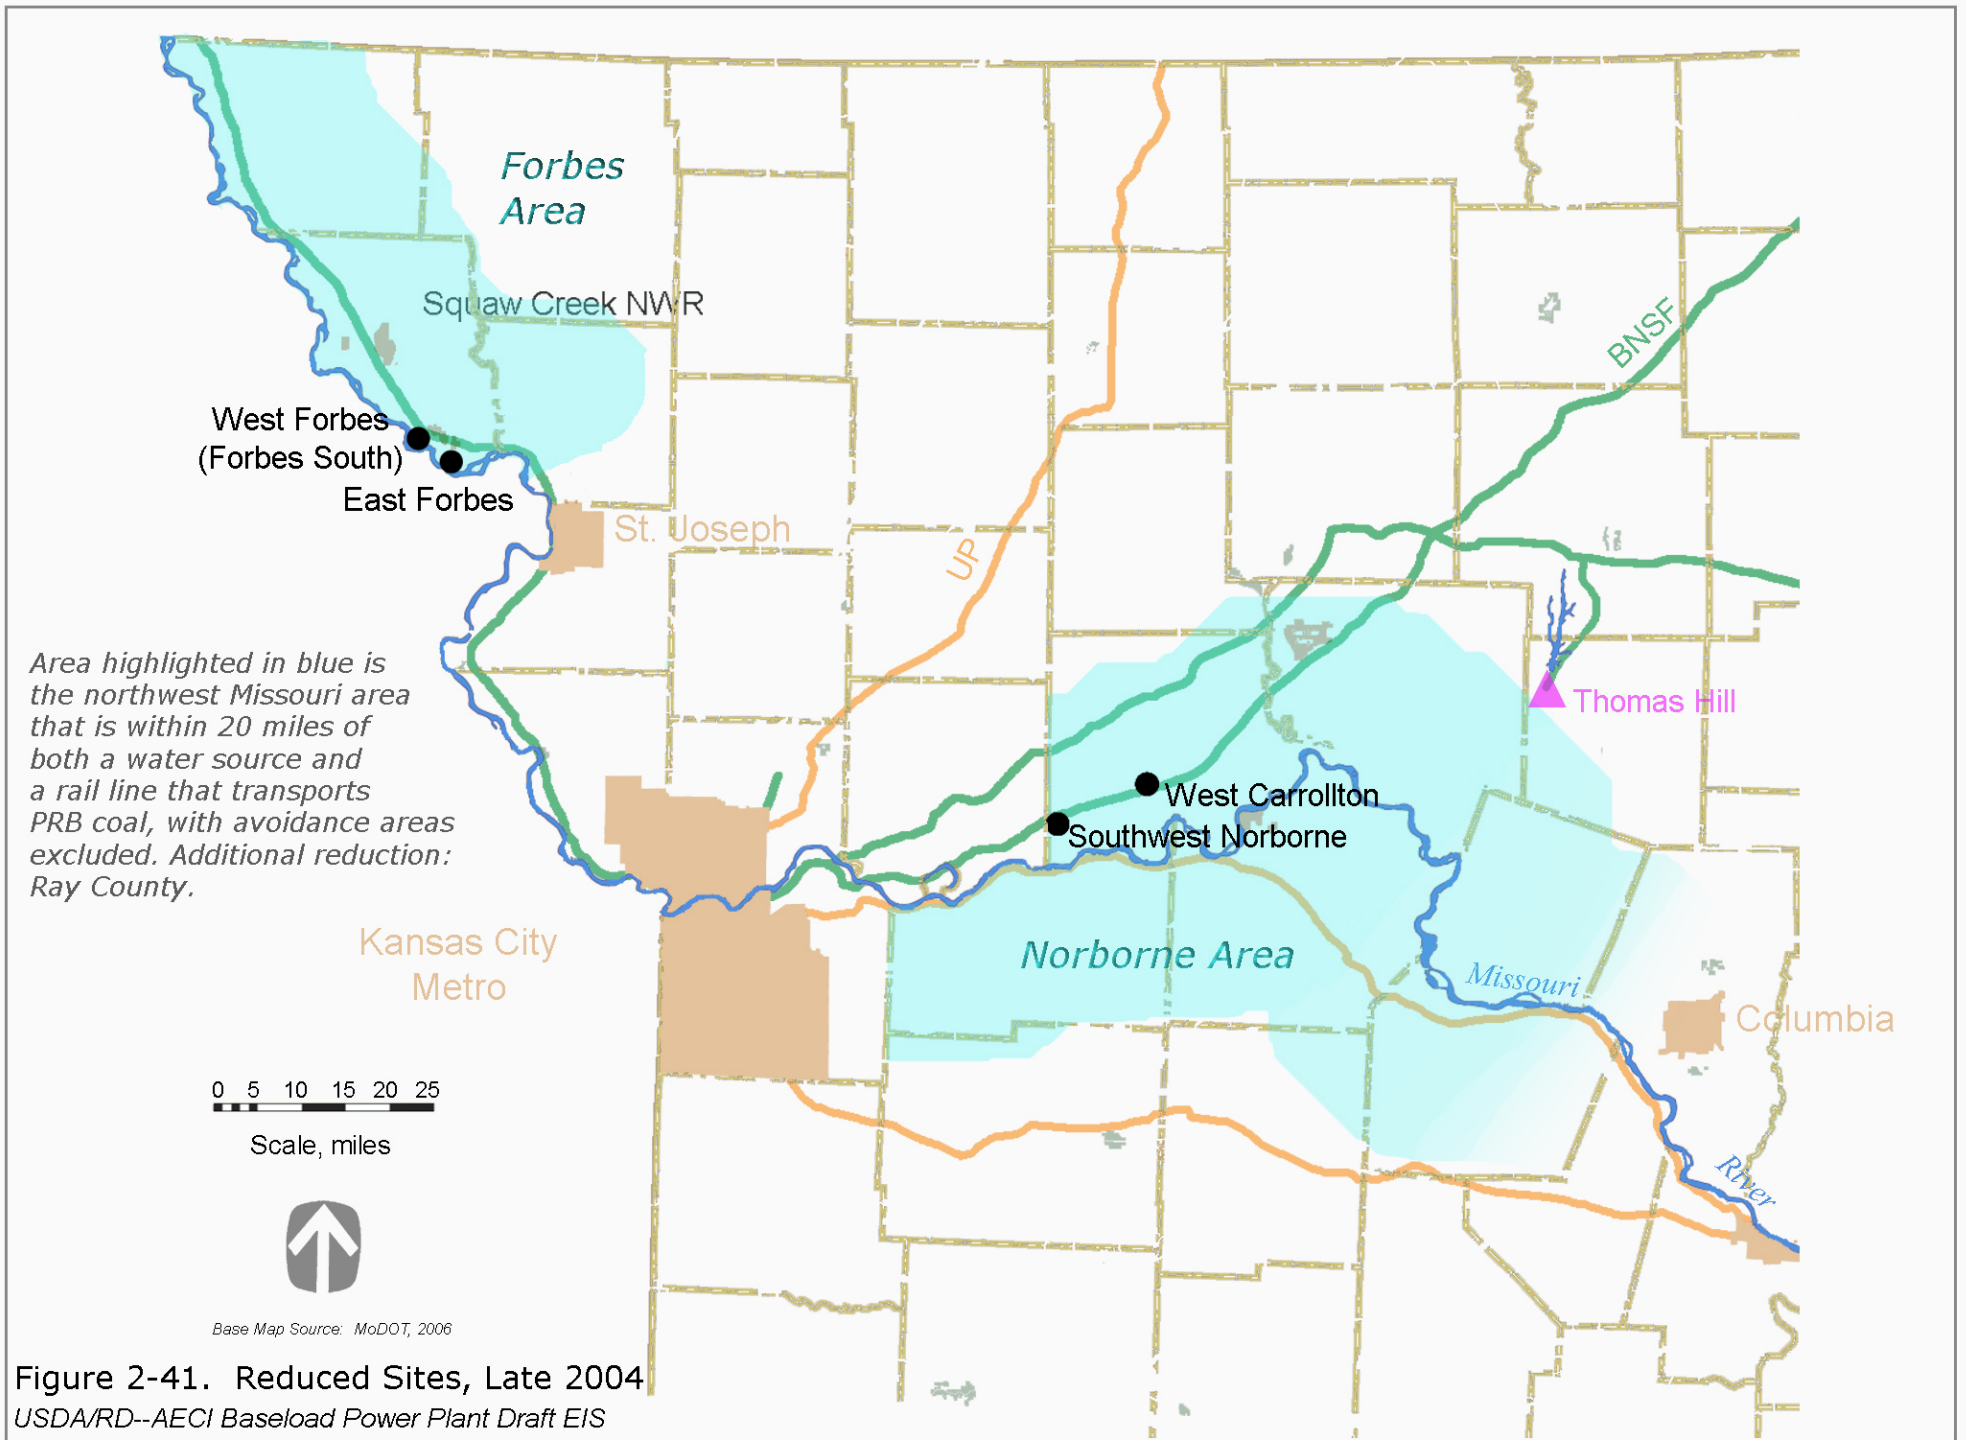 Forbes
Area
Squaw Creek NWR
BNSF
West Forbes
(Forbes South)
East Forbes
St. Joseph
UP
Area highlighted in blue is
the northwest Missouri area
that is within 20 miles of
both a water source and
a rail line that transports
PRB coal, with avoidance areas
excluded. Additional reduction:
Ray County.
Thomas Hill
West Carrollton
Southwest Norborne
Kansas City
Metro
Norborne Area
Missouri
Columbia
River
0 5 10 15 20 25
Scale, miles
Base Map Source: MoDOT, 2006
Figure 2-41. Reduced Sites, Late 2004
USDA/RD--AECI Baseload Power Plant Draft EIS